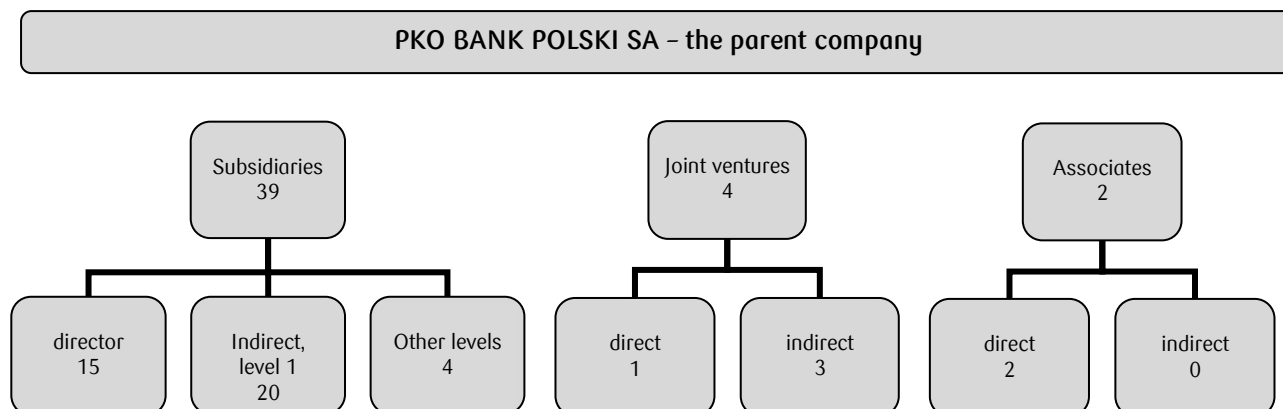 PKO BANK POLSKI SA – the parent company
Subsidiaries
39
Joint ventures
4
Associates
2
director
15
Indirect,
level 1
20
Other levels
4
direct
1
indirect
3
direct
2
indirect
0